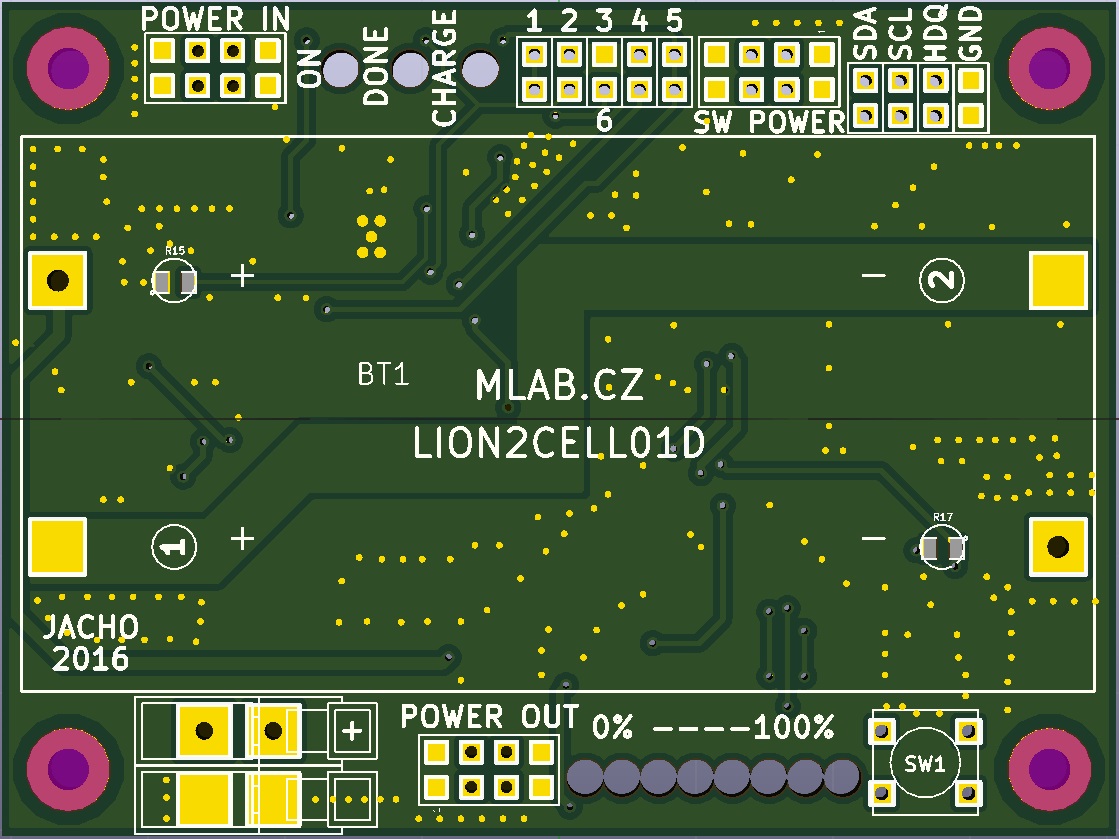 POWER IN
ON
DONE
CHARGE
1 2 3 4 5
6
SW POWER
SDA
SCL
HDQ
GND
R15
+
− 2
BT1
MLAB.CZ
LION2CELL01D
R17
1 +
−
JACHO
2016
+
POWER OUT
0% ----100%
SW1